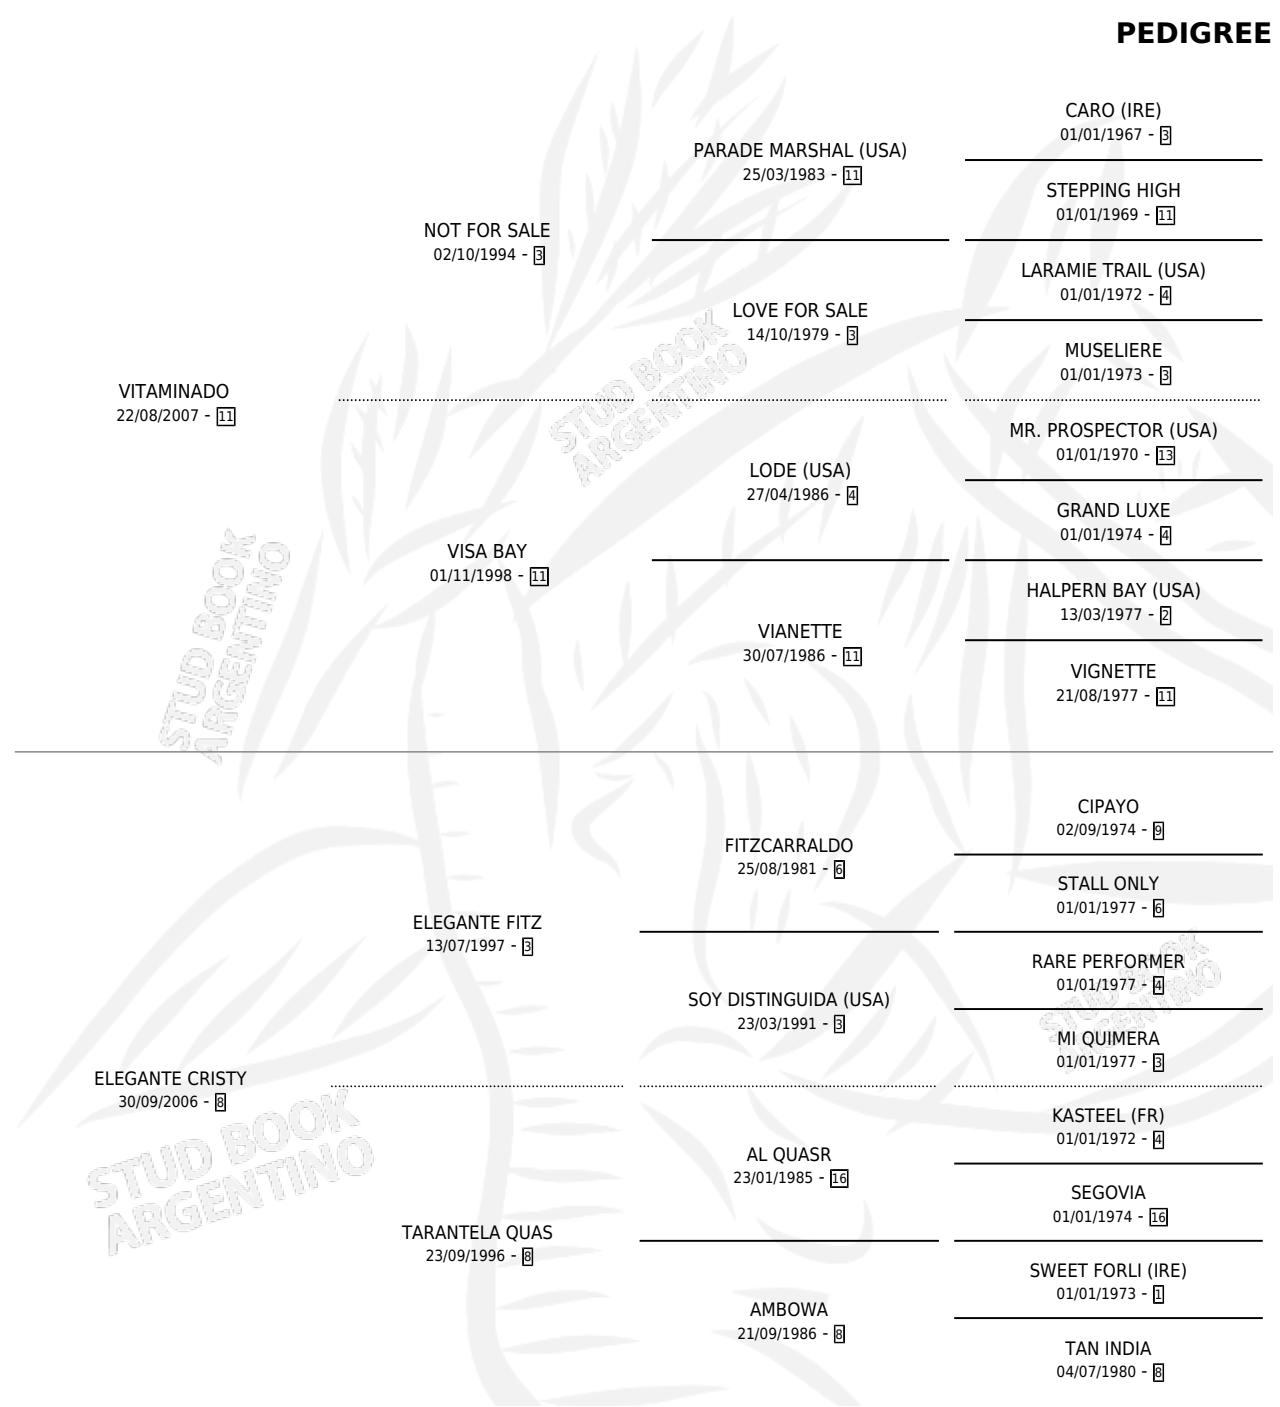 PEDIGREE
CARO (IRE)
01/01/1967 - 3
PARADE MARSHAL (USA)
25/03/1983 - 11
STEPPING HIGH
01/01/1969 - 11
NOT FOR SALE
02/10/1994 - 3
LARAMIE TRAIL (USA)
01/01/1972 - 4
LOVE FOR SALE
14/10/1979 - 3
MUSELIERE
01/01/1973 - 3
VITAMINADO
22/08/2007 - 11
MR. PROSPECTOR (USA)
01/01/1970 - 13
LODE (USA)
27/04/1986 - 4
GRAND LUXE
01/01/1974 - 4
VISA BAY
01/11/1998 - 11
HALPERN BAY (USA)
13/03/1977 - 2
VIANETTE
30/07/1986 - 11
VIGNETTE
21/08/1977 - 11
STUD BOOK
ARGENTINO
STUD BOOK
ARGENTINO
CIPAYO
02/09/1974 - 9
FITZCARRALDO
25/08/1981 - 6
STALL ONLY
01/01/1977 - 6
ELEGANTE FITZ
13/07/1997 - 3
RARE PERFORMER
01/01/1977 - 4
SOY DISTINGUIDA (USA)
23/03/1991 - 3
MI QUIMERA
01/01/1977 - 3
STUD BOOK
ARGENTINO
ELEGANTE CRISTY
30/09/2006 - 8
KASTEEL (FR)
01/01/1972 - 4
AL QUASR
23/01/1985 - 16
SEGOVIA
01/01/1974 - 16
STUD BOOK
ARGENTINO
TARANTELA QUAS
23/09/1996 - 8
SWEET FORLI (IRE)
01/01/1973 - 1
AMBOWA
21/09/1986 - 8
TAN INDIA
04/07/1980 - 8